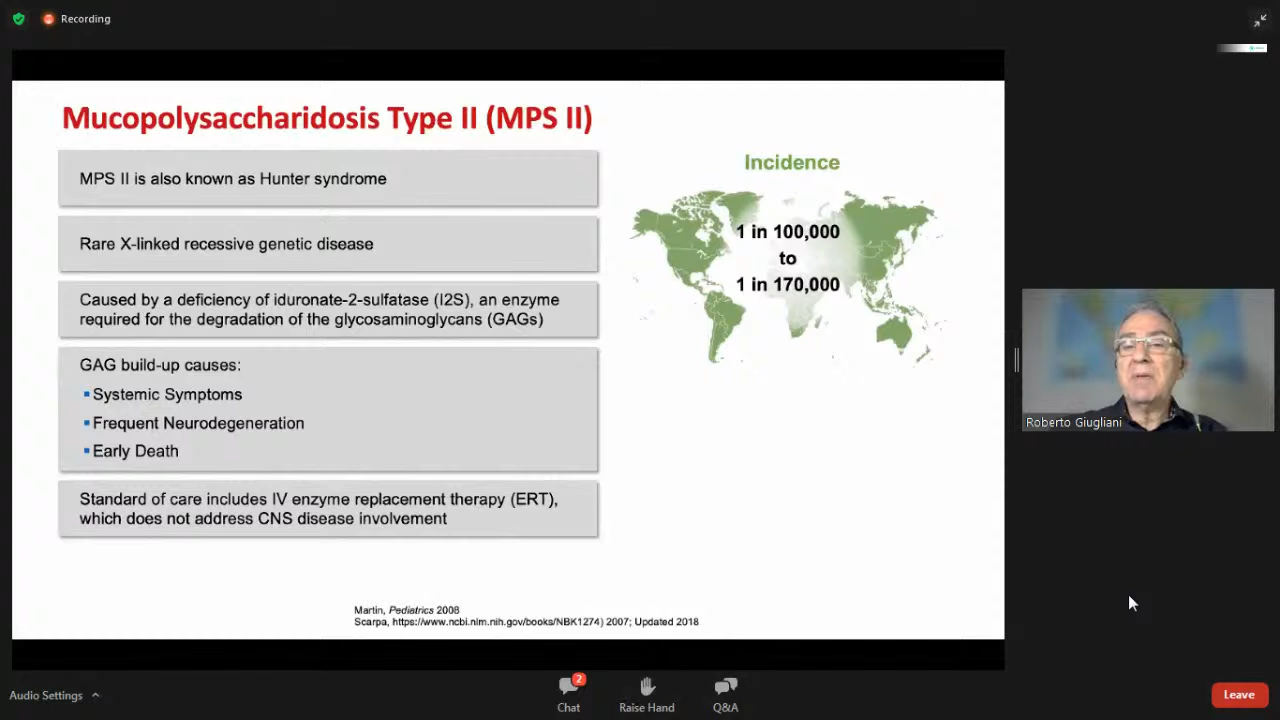 Recording
Mucopolysaccharidosis Type II (MPS II)
MPS II is also known as Hunter syndrome
Rare X-linked recessive genetic disease
Caused by a deficiency of iduronate-2-sulfatase (I2S), an enzyme
required for the degradation of the glycosaminoglycans (GAGs)
GAG build-up causes:
▪Systemic Symptoms
▪Frequent Neurodegeneration
▪Early Death
Standard of care includes IV enzyme replacement therapy (ERT),
which does not address CNS disease involvement
Incidence
1 in 100,000
to
1 in 170,000
Martin, Pediatrics 2008
Scarpa, https://www.ncbi.nlm.nih.gov/books/NBK1274) 2007; Updated 2018
Roberto Giugliani
Audio Settings
2
Chat
Raise Hand
Q&A
Leave